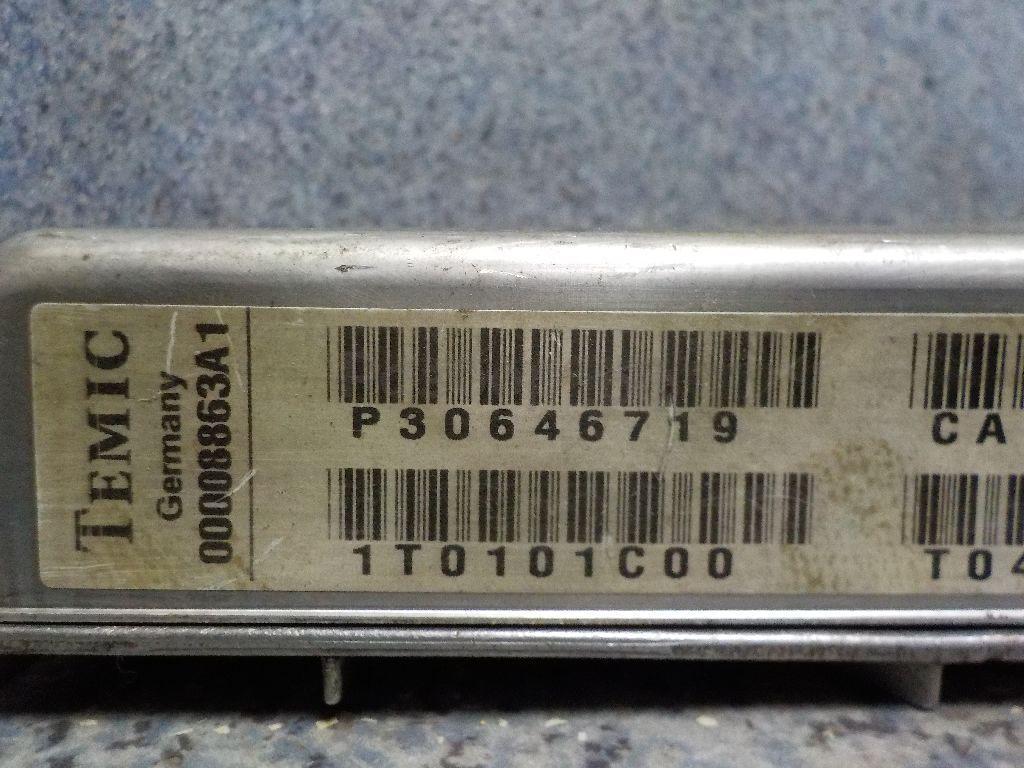 TEMIC
Germany
00008863A1
P30646719
CA
1T0101C00
T04